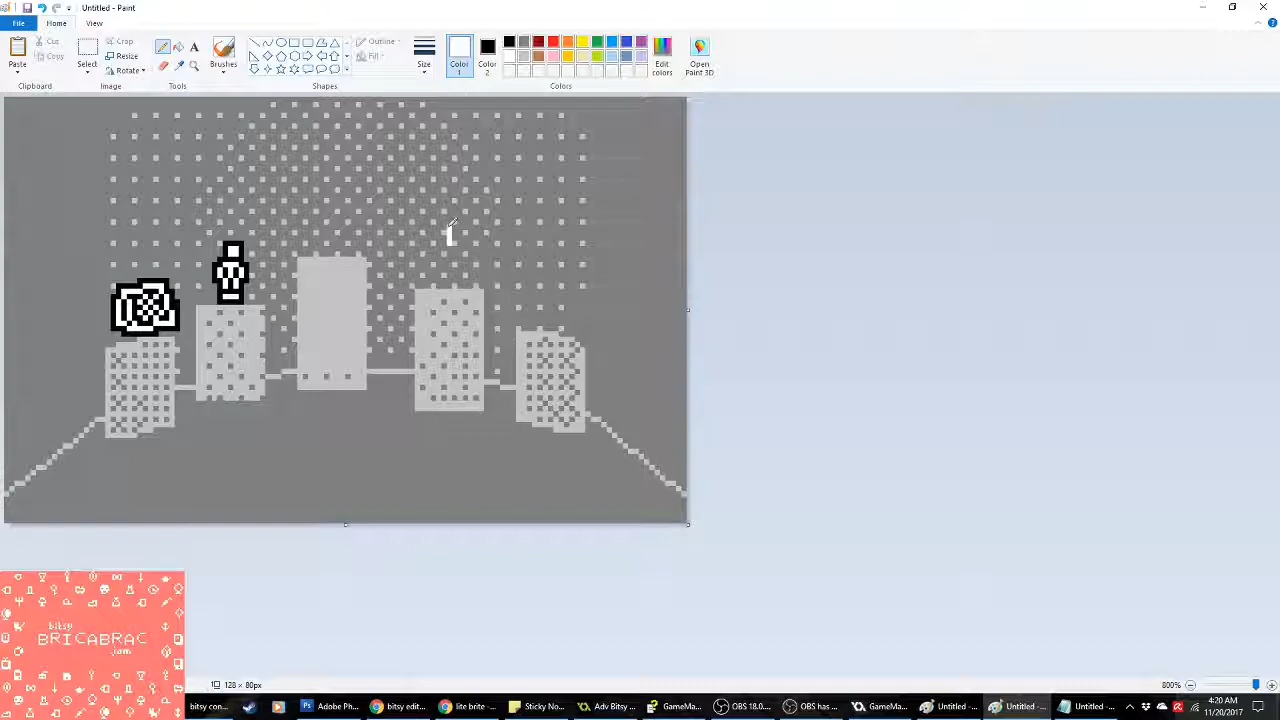 Untitled - Paint
File
Home
View
Paste
Cut
Copy
Clipboard
Select
Crop
Resize
Rotate
Image
A
Tools
Brushes
Outline
Fill
Shapes
Size
Color 1
Color 2
Edit colors
Open Paint 3D
Colors
bitsy
BRICABRAC
jam
128 × 80px
800%
bitsy con...
Adobe Ph...
bitsy edit...
Site brite - ...
Sticky No...
Adv Bitsy ...
GameMa...
OBS 18.0...
OBS has ...
GameMa...
Untitled -...
Untitled -...
Untitled -...
4:20 AM
11/20/2017